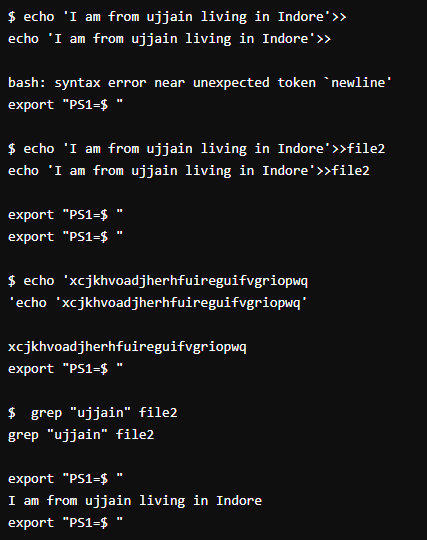 $ echo 'I am from ujjain living in Indore'>>
echo 'I am from ujjain living in Indore'>>
bash: syntax error near unexpected token `newline'
export "PS1=$ "
$ echo 'I am from ujjain living in Indore'>>file2
echo 'I am from ujjain living in Indore'>>file2
export "PS1=$ "
export "PS1=$ "
$ echo 'xcjkhvoadjherhfuireguifvgriopwq
'echo 'xcjkhvoadjherhfuireguifvgriopwq'
xcjkhvoadjherhfuireguifvgriopwq
export "PS1=$ "
$  grep "ujjain" file2
grep "ujjain" file2
export "PS1=$ "
I am from ujjain living in Indore
export "PS1=$ "